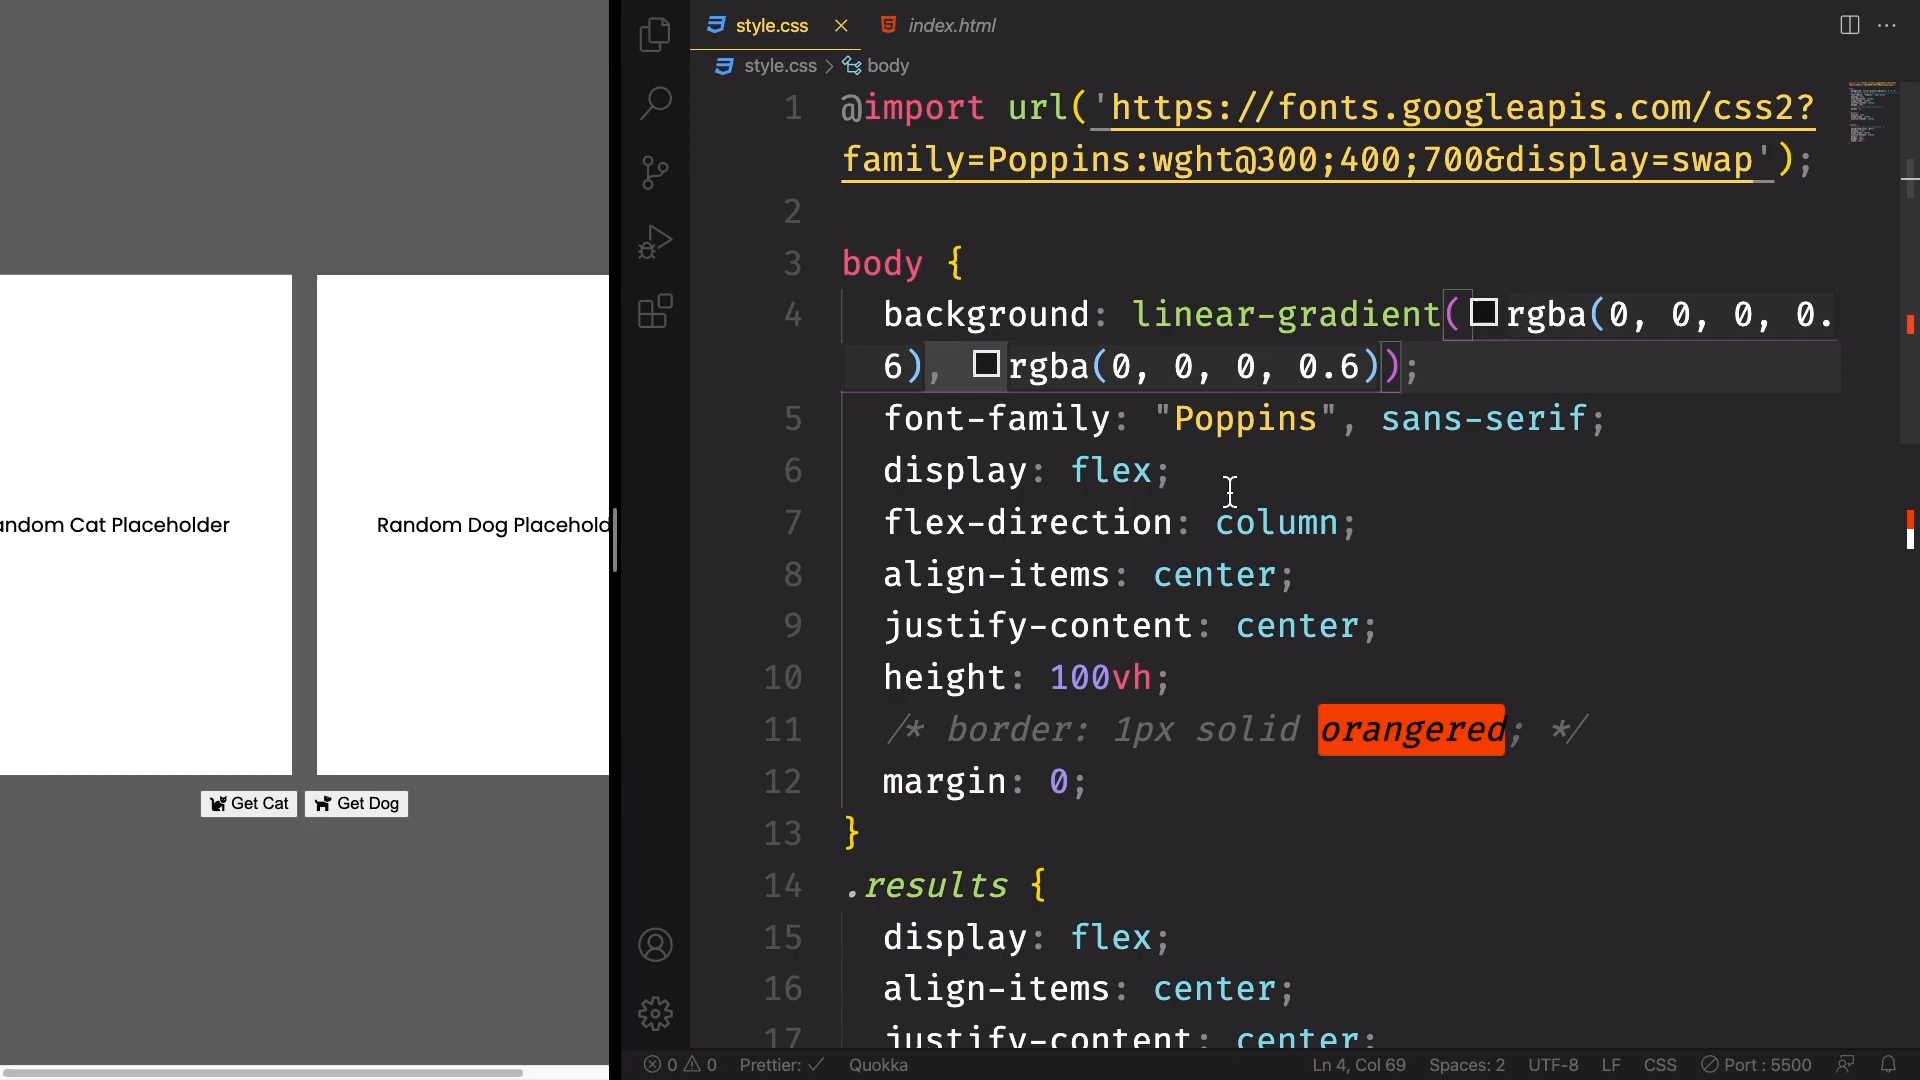 style.css
index.html
style.css > body
1 @import url('https://fonts.googleapis.com/css2?
family=Poppins:wght@300;400;700&display=swap');
2
3 body {
4 background: linear-gradient(rgba(0, 0, 0, 0.
6), rgba(0, 0, 0, 0.6));
5 font-family: "Poppins", sans-serif;
6 display: flex;
7 flex-direction: column;
8 align-items: center;
9 justify-content: center;
10 height: 100vh;
11 /* border: 1px solid orangered; */
12 margin: 0;
13 }
14 .results {
15 display: flex;
16 align-items: center;
17 justify-content: center;
andom Cat Placeholder
Random Dog Placehold
Get Cat
Get Dog
0 0 Prettier: ✓ Quokka
Ln 4, Col 69 Spaces: 2 UTF-8 LF CSS Port : 5500